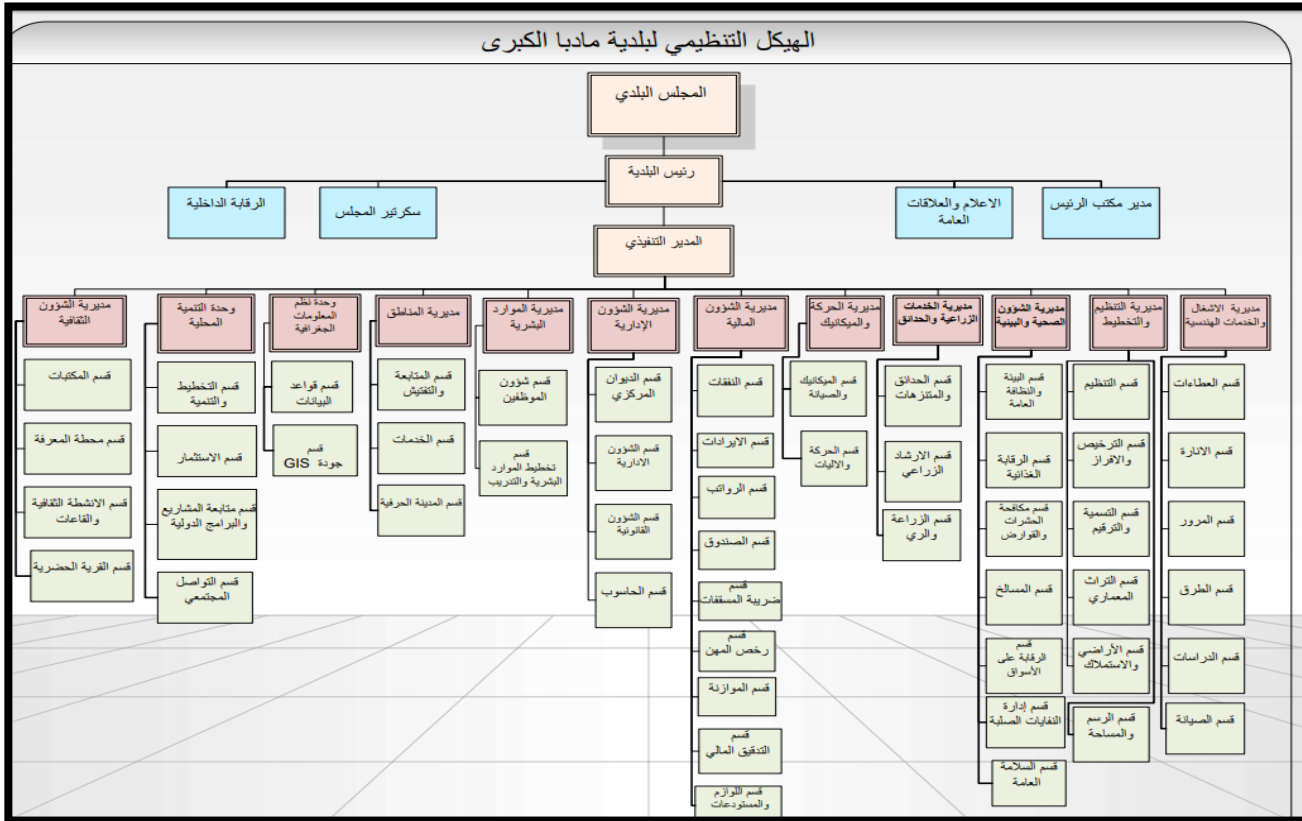 الهيكل التنظيمي لبلدية مادبا الكبرى
المجلس البلدي
رئيس البلدية
مدير مكتب الرئيس
الاعلام والعلاقات
العامة
سكرتير المجلس
الرقابة الداخلية
المدير التنفيذي
مديرية الاشغال
والخدمات الهندسية
قسم العطاءات
قسم الانارة
قسم المرور
قسم الطرق
قسم الدراسات
قسم الصيانة
مديرية التنظيم
والتخطيط
قسم التنظيم
قسم الترخيص
والافراز
قسم التسمية
والترقيم
قسم التراث
المعماري
قسم الأراضي
والاستملاك
قسم الرسم
والمساحة
مديرية الشؤون
الصحية والبيئية
قسم البيئة
والنظافة
العامة
قسم الرقابة
الغذائية
قسم مكافحة
الحشرات
والقوارض
قسم المسالخ
قسم
الرقابة على
الأسواق
قسم إدارة
النفايات الصلبة
قسم السلامة
العامة
مديرية الخدمات
الزراعية والحدائق
قسم الحدائق
والمتنزهات
قسم الارشاد
الزراعي
قسم الزراعة
والري
مديرية الحركة
والميكانيك
قسم الميكانيك
والصيانة
قسم الحركة
والاليات
مديرية الشؤون
المالية
قسم النفقات
قسم الايرادات
قسم الرواتب
قسم الصندوق
قسم
ضريبة المسقفات
قسم
رخص المهن
قسم الموازنة
قسم
التدقيق المالي
قسم اللوازم
والمستودعات
مديرية الشؤون
الإدارية
قسم الديوان
المركزي
قسم الشؤون
الادارية
قسم الشؤون
القانونية
قسم الحاسوب
مديرية الموارد
البشرية
قسم شؤون
الموظفين
قسم
تخطيط الموارد
البشرية والتدريب
مديرية المناطق
قسم المتابعة
والتفتيش
قسم الخدمات
قسم المدينة الحرفية
وحدة نظم
المعلومات
الجغرافية
قسم قواعد
البيانات
قسم
جودة GIS
وحدة التنمية
المحلية
قسم التخطيط
والتنمية
قسم الاستثمار
قسم متابعة المشاريع
والبرامج الدولية
قسم التواصل
المجتمعي
مديرية الشؤون
الثقافية
قسم المكتبات
قسم محطة المعرفة
قسم الانشطة الثقافية
والقاعات
قسم القرية الحضرية